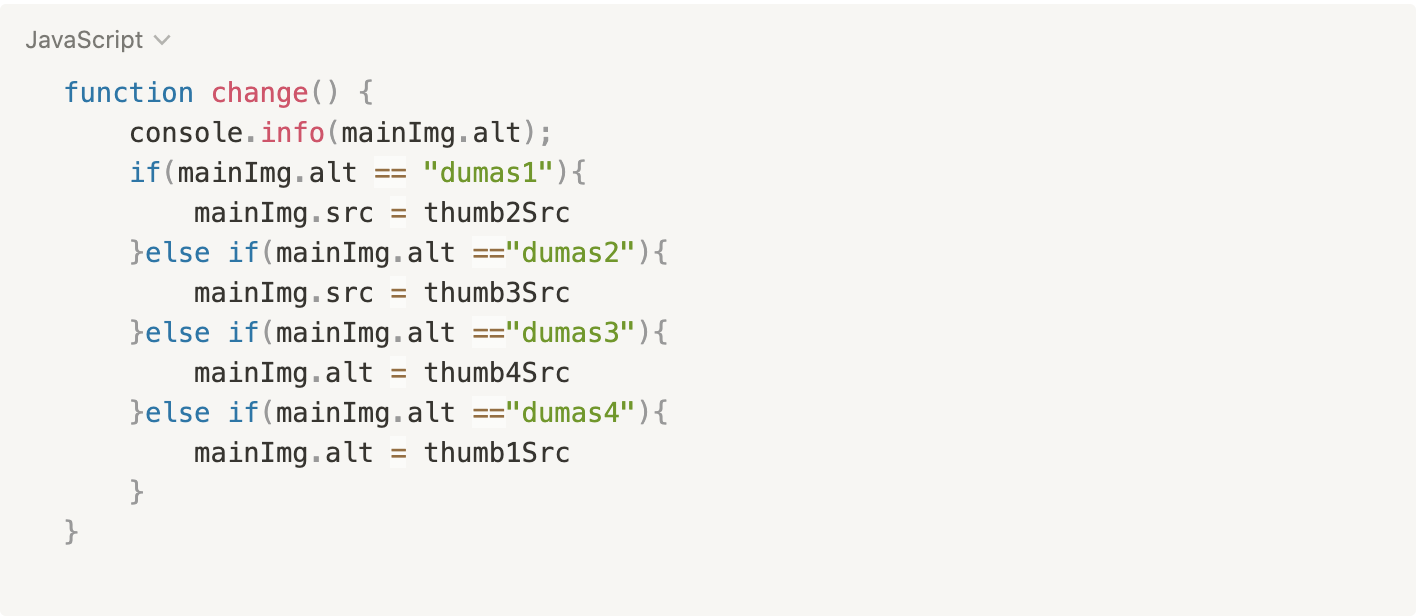 JavaScript
function change() {
    console.info(mainImg.alt);
    if(mainImg.alt == "dumas1"){
        mainImg.src = thumb2Src
    }else if(mainImg.alt =="dumas2"){
        mainImg.src = thumb3Src
    }else if(mainImg.alt =="dumas3"){
        mainImg.alt = thumb4Src
    }else if(mainImg.alt =="dumas4"){
        mainImg.alt = thumb1Src
    }
}